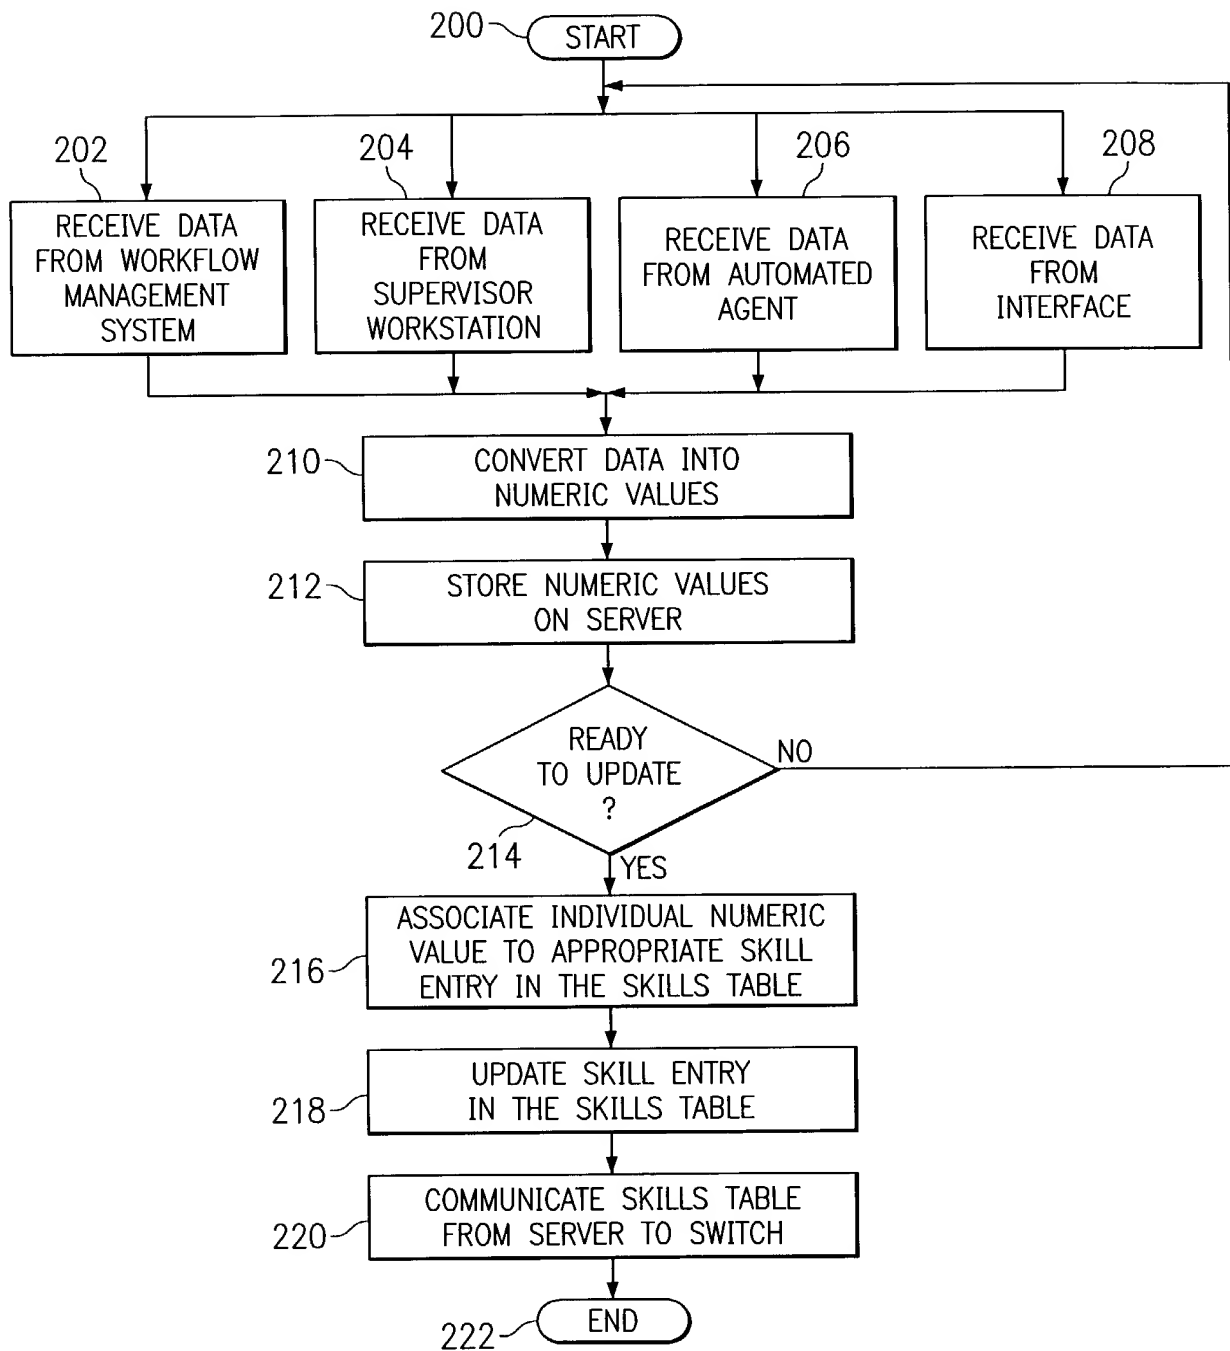 200
START
202
204
206
208
RECEIVE DATA
FROM WORKFLOW
MANAGEMENT
SYSTEM
RECEIVE DATA
FROM
SUPERVISOR
WORKSTATION
RECEIVE DATA
FROM AUTOMATED
AGENT
RECEIVE DATA
FROM
INTERFACE
210
CONVERT DATA INTO
NUMERIC VALUES
212
STORE NUMERIC VALUES
ON SERVER
READY
TO UPDATE
?
NO
214
YES
216
ASSOCIATE INDIVIDUAL NUMERIC
VALUE TO APPROPRIATE SKILL
ENTRY IN THE SKILLS TABLE
218
UPDATE SKILL ENTRY
IN THE SKILLS TABLE
220
COMMUNICATE SKILLS TABLE
FROM SERVER TO SWITCH
222
END